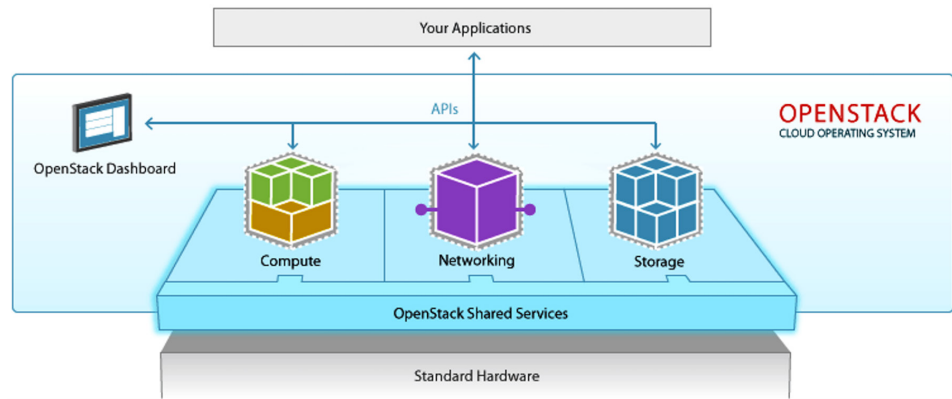 Your Applications
APIs
OPENSTACK
CLOUD OPERATING SYSTEM
OpenStack Dashboard
Compute
Networking
Storage
OpenStack Shared Services
Standard Hardware